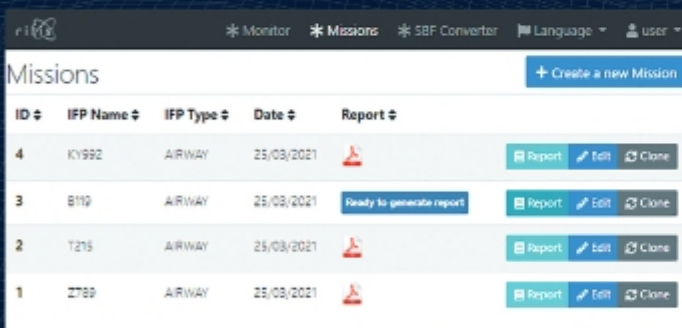 Monitor Missions SBF Converter Language user
Missions
+ Create a new Mission
ID IFP Name IFP Type Date Report
4 KY992 AIRWAY 25/03/2021 Report Edit Clone
3 B119 AIRWAY 25/03/2021 Ready to generate report Report Edit Clone
2 T215 AIRWAY 25/03/2021 Report Edit Clone
1 Z789 AIRWAY 25/03/2021 Report Edit Clone